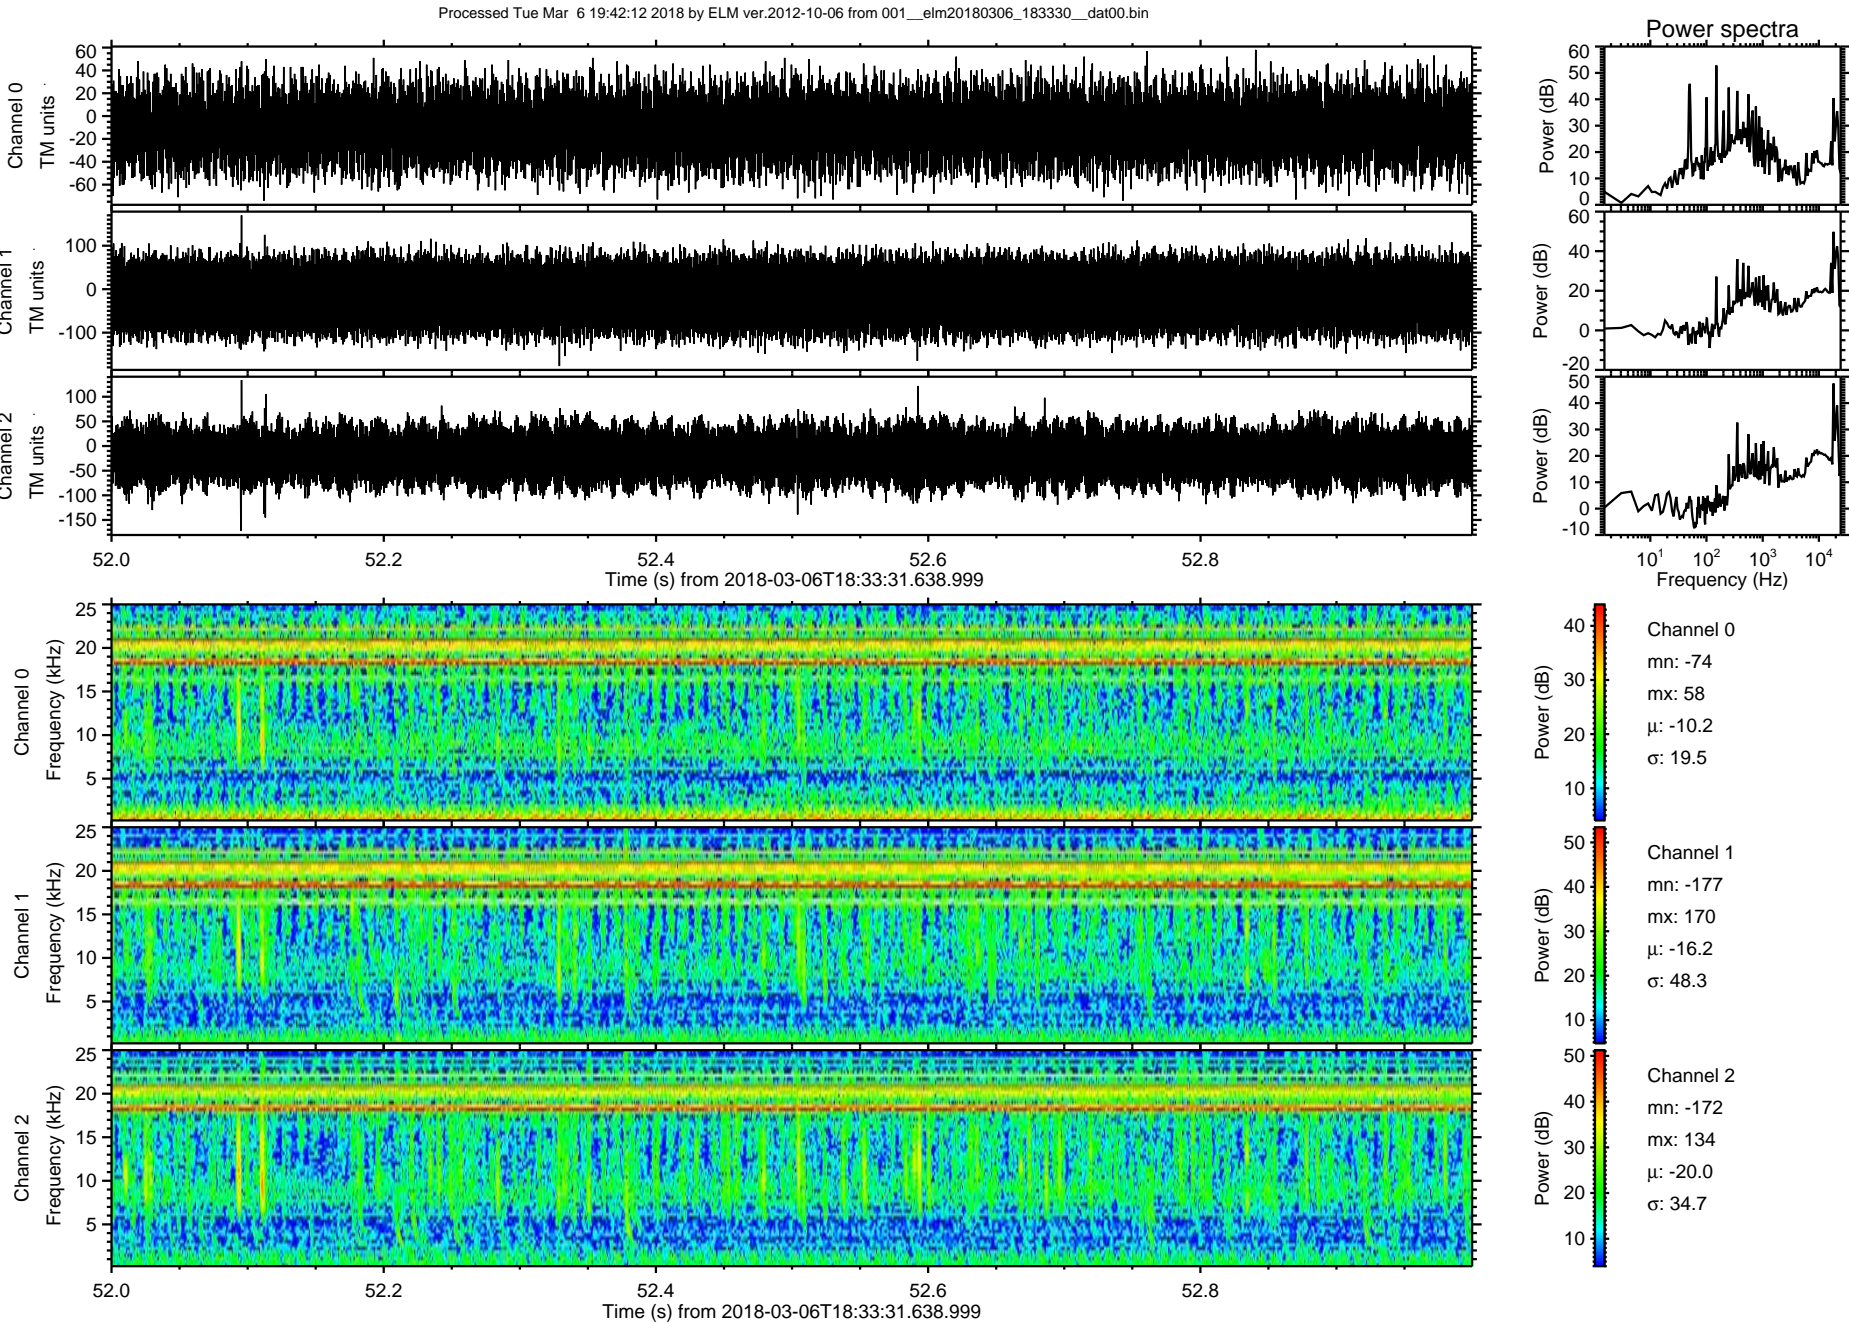 Processed Tue Mar  6 19:42:12 2018 by ELM ver.2012-10-06 from 001__elm20180306_183330__dat00.bin
Power spectra
Channel 0
TM units
60
40
20
0
-20
-40
-60
Power (dB)
60
50
40
30
20
10
0
Channel 1
TM units
100
0
-100
Power (dB)
60
40
20
0
-20
Channel 2
TM units
100
50
0
-50
-100
-150
Power (dB)
50
40
30
20
10
0
-10
52.0 52.2 52.4 52.6 52.8
Time (s) from 2018-03-06T18:33:31.638.999
10¹ 10² 10³ 10⁴
Frequency (Hz)
Channel 0
Frequency (kHz)
25
20
15
10
5
Power (dB)
40
30
20
10
Channel 0
mn: -74
mx: 58
μ: -10.2
σ: 19.5
Channel 1
Frequency (kHz)
25
20
15
10
5
Power (dB)
50
40
30
20
10
Channel 1
mn: -177
mx: 170
μ: -16.2
σ: 48.3
Channel 2
Frequency (kHz)
25
20
15
10
5
Power (dB)
50
40
30
20
10
Channel 2
mn: -172
mx: 134
μ: -20.0
σ: 34.7
52.0 52.2 52.4 52.6 52.8
Time (s) from 2018-03-06T18:33:31.638.999